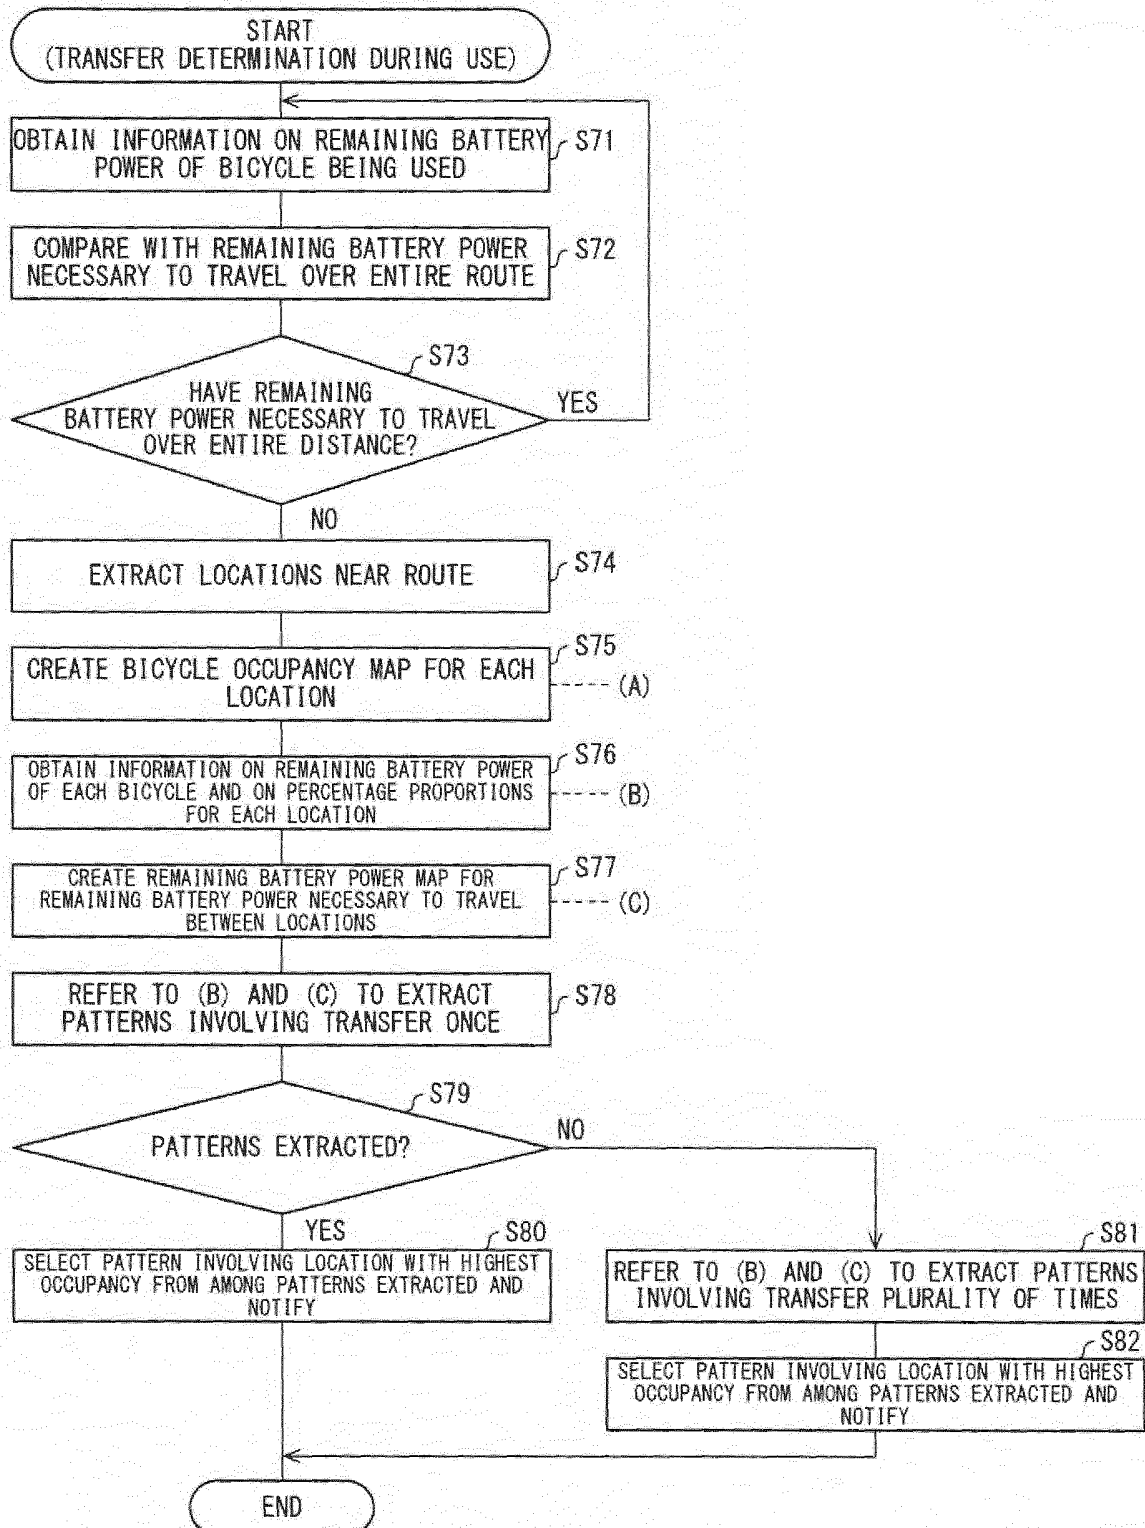 START
(TRANSFER DETERMINATION DURING USE)
OBTAIN INFORMATION ON REMAINING BATTERY
POWER OF BICYCLE BEING USED
S71
COMPARE WITH REMAINING BATTERY POWER
NECESSARY TO TRAVEL OVER ENTIRE ROUTE
S72
S73
HAVE REMAINING
BATTERY POWER NECESSARY TO TRAVEL
OVER ENTIRE DISTANCE?
YES
NO
EXTRACT LOCATIONS NEAR ROUTE
S74
S75
CREATE BICYCLE OCCUPANCY MAP FOR EACH
LOCATION
(A)
S76
OBTAIN INFORMATION ON REMAINING BATTERY POWER
OF EACH BICYCLE AND ON PERCENTAGE PROPORTIONS
FOR EACH LOCATION
(B)
S77
CREATE REMAINING BATTERY POWER MAP FOR
REMAINING BATTERY POWER NECESSARY TO TRAVEL
BETWEEN LOCATIONS
(C)
REFER TO (B) AND (C) TO EXTRACT
PATTERNS INVOLVING TRANSFER ONCE
S78
S79
PATTERNS EXTRACTED?
NO
YES
S80
SELECT PATTERN INVOLVING LOCATION WITH HIGHEST
OCCUPANCY FROM AMONG PATTERNS EXTRACTED AND
NOTIFY
S81
REFER TO (B) AND (C) TO EXTRACT PATTERNS
INVOLVING TRANSFER PLURALITY OF TIMES
S82
SELECT PATTERN INVOLVING LOCATION WITH HIGHEST
OCCUPANCY FROM AMONG PATTERNS EXTRACTED AND
NOTIFY
END